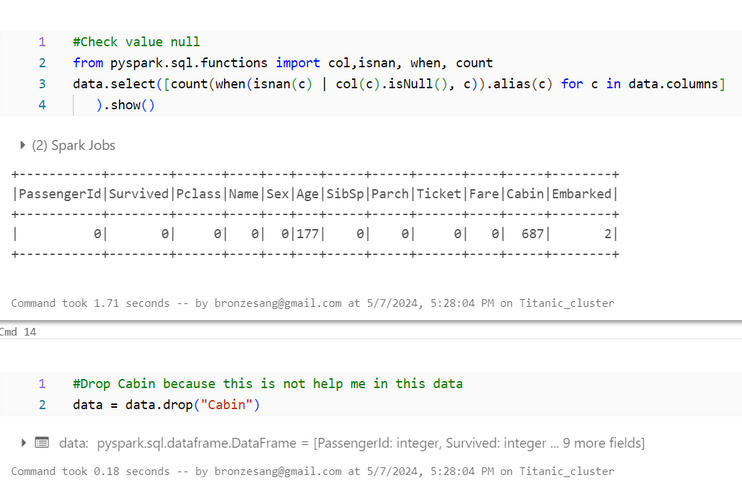 1 #Check value null
2 from pyspark.sql.functions import col,isnan, when, count
3 data.select([count(when(isnan(c) | col(c).isNull(), c)).alias(c) for c in data.columns]
4 ).show()
(2) Spark Jobs
+-----------+--------+------+----+---+---+-----+-----+------+----+-----+--------+
|PassengerId|Survived|Pclass|Name|Sex|Age|SibSp|Parch|Ticket|Fare|Cabin|Embarked|
+-----------+--------+------+----+---+---+-----+-----+------+----+-----+--------+
|          0|       0|     0|   0|  0|177|    0|    0|     0|   0|  687|       2|
+-----------+--------+------+----+---+---+-----+-----+------+----+-----+--------+
Command took 1.71 seconds -- by bronzesang@gmail.com at 5/7/2024, 5:28:04 PM on Titanic_cluster
Cmd 14
1 #Drop Cabin because this is not help me in this data
2 data = data.drop("Cabin")
data: pyspark.sql.dataframe.DataFrame = [PassengerId: integer, Survived: integer ... 9 more fields]
Command took 0.18 seconds -- by bronzesang@gmail.com at 5/7/2024, 5:28:04 PM on Titanic_cluster